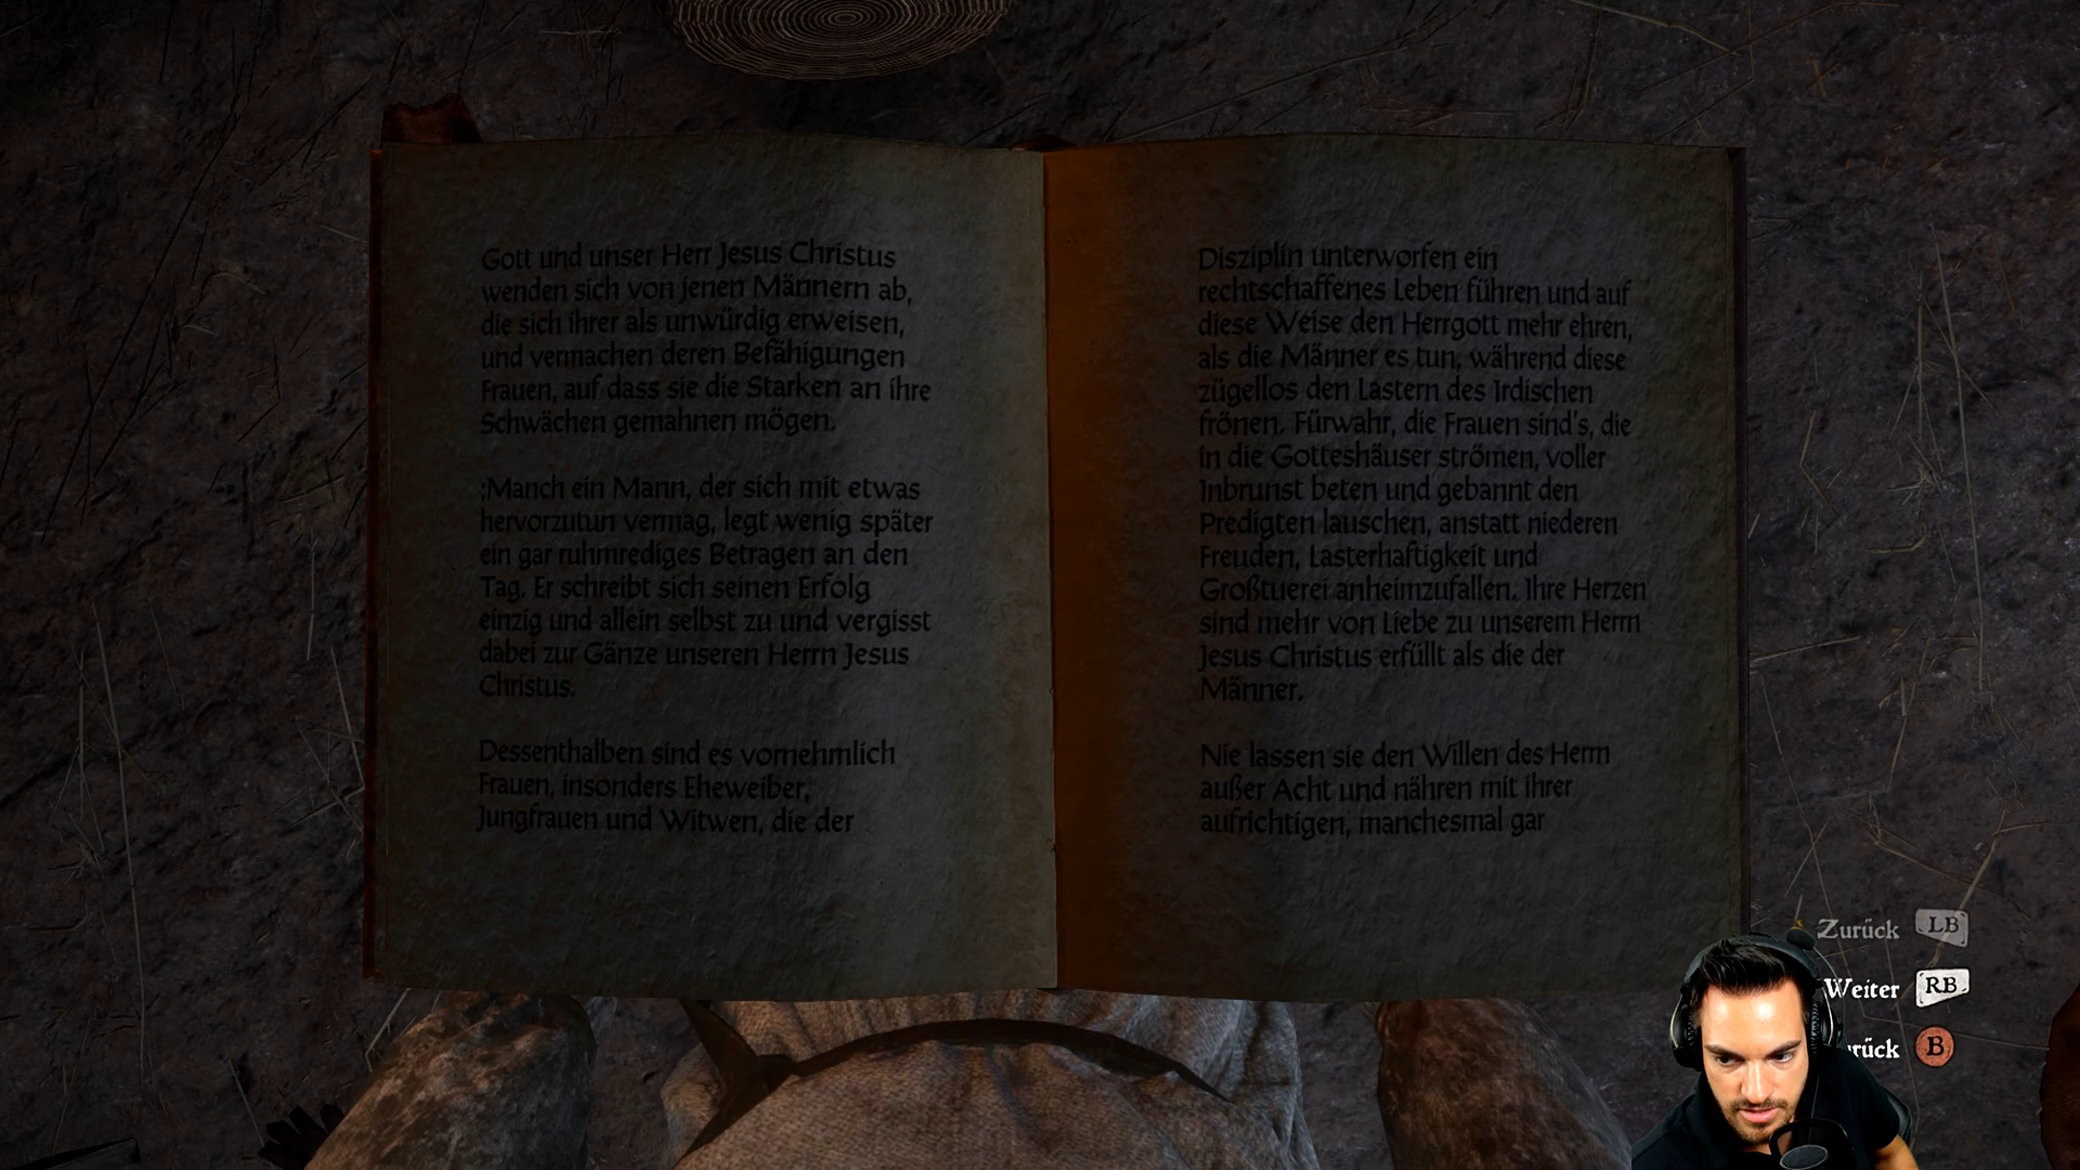 Gott und unser Herr Jesus Christus
wenden sich von jenen Männern ab,
die sich ihrer als unwürdig erweisen,
und vermachen deren Befähigungen
Frauen, auf dass sie die Starken an ihre
Schwächen gemahnen mögen.
:Manch ein Mann, der sich mit etwas
hervorzutun vermag, legt wenig später
ein gar ruhmrediges Betragen an den
Tag. Er schreibt sich seinen Erfolg
einzig und allein selbst zu und vergisst
dabei zur Gänze unseren Herrn Jesus
Christus.
Dessenthalben sind es vornehmlich
Frauen, insonders Eheweiber,
Jungfrauen und Witwen, die der
Disziplin unterworfen ein
rechtschaffenes Leben führen und auf
diese Weise den Herrgott mehr ehren,
als die Männer es tun, während diese
zügellos den Lastern des Irdischen
frönen. Fürwahr, die Frauen sind's, die
in die Gotteshäuser strömen, voller
Inbrunst beten und gebannt den
Predigten lauschen, anstatt niederen
Freuden, Lasterhaftigkeit und
Großtuerei anheimzufallen. Ihre Herzen
sind mehr von Liebe zu unserem Herrn
Jesus Christus erfüllt als die der
Männer.
Nie lassen sie den Willen des Herrn
außer Acht und nähren mit ihrer
aufrichtigen, manchesmal gar
Zurück LB
Weiter RB
B